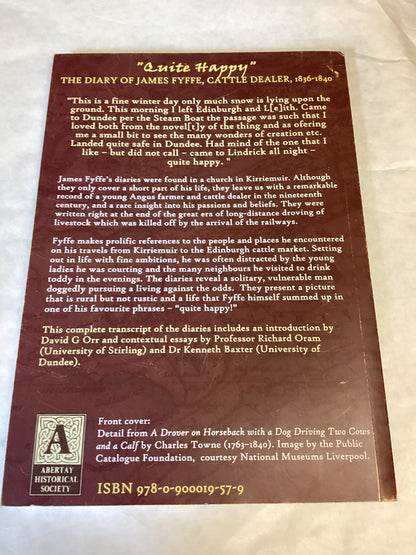 "Quite Happy"
THE DIARY OF JAMES FYFFE, CATTLE DEALER, 1836-1840
"This is a fine winter day only much snow is lying upon the
ground. This morning I left Edinburgh and L[e]ith. Came
to Dundee per the Steam Boat the passage was such that I
loved both from the novel[t]y of the thing and as ofering
me a small bit to see the many wonders of creation etc.
Landed quite safe in Dundee. Had mind of the one that I
like – but did not call – came to Lindrick all night –
quite happy. "
James Fyffe's diaries were found in a church in Kirriemuir. Although
they only cover a short part of his life, they leave us with a remarkable
record of a young Angus farmer and cattle dealer in the nineteenth
century, and a rare insight into his passions and beliefs. They were
written right at the end of the great era of long-distance droving of
livestock which was killed off by the arrival of the railways.
Fyffe makes prolific references to the people and places he encountered
on his travels from Kirriemuir to the Edinburgh cattle market. Setting
out in life with fine ambitions, he was often distracted by the young
ladies he was courting and the many neighbours he visited to drink
toddy in the evenings. The diaries reveal a solitary, vulnerable man
doggedly pursuing a living against the odds. They present a picture
that is rural but not rustic and a life that Fyffe himself summed up in
one of his favourite phrases – "quite happy!"
This complete transcript of the diaries includes an introduction by
David G Orr and contextual essays by Professor Richard Oram
(University of Stirling) and Dr Kenneth Baxter (University of
Dundee).
Front cover:
Detail from A Drover on Horseback with a Dog Driving Two Cows
and a Calf by Charles Towne (1763–1840). Image by the Public
Catalogue Foundation, courtesy National Museums Liverpool.
A
ABERTAY
HISTORICAL
SOCIETY
ISBN 978-0-900019-57-9